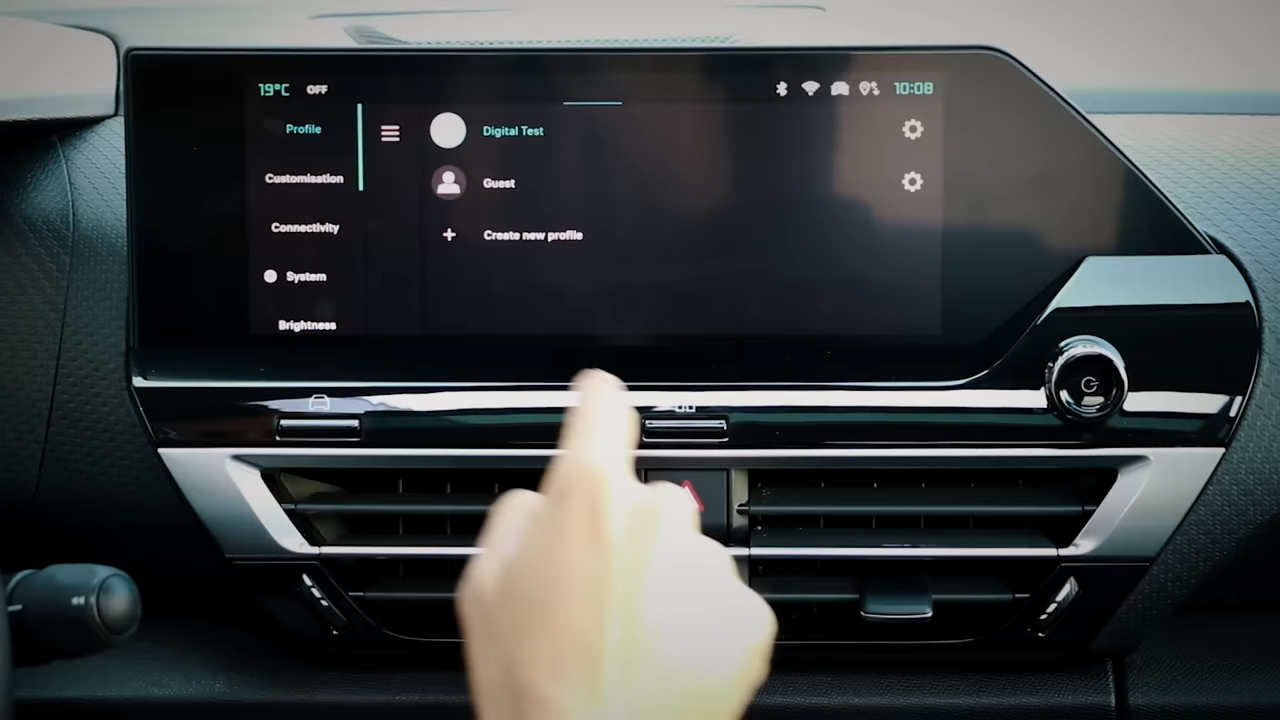 19°C OFF 10:08
Profile
Digital Test
Customisation
Guest
Connectivity
Create new profile
System
Brightness